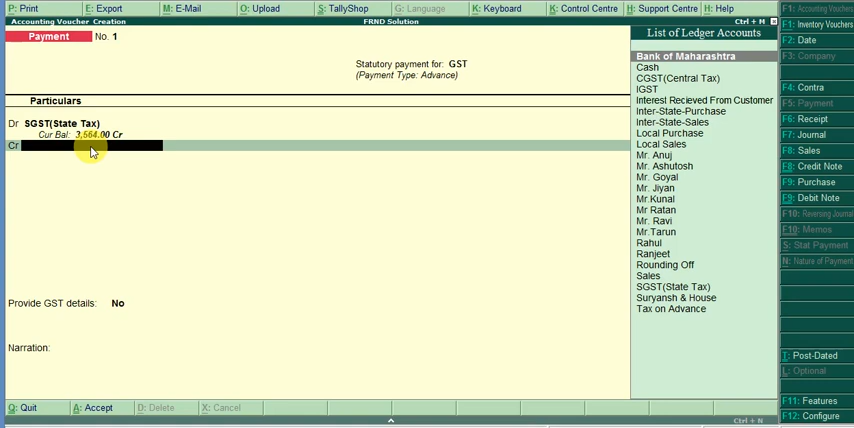 P: Print E: Export M: E-Mail O: Upload S: TallyShop G: Language K: Keyboard K: Control Centre H: Support Centre H: Help
F1: Accounting Vouchers
Accounting Voucher Creation FRND Solution Ctrl + M
F1: Inventory Vouchers
Payment No. 1
List of Ledger Accounts
F2: Date
F3: Company
Statutory payment for: GST
(Payment Type: Advance)
Particulars
Dr SGST(State Tax)
Cur Bal: 3,564.00 Cr
Cr
Bank of Maharashtra
Cash
CGST(Central Tax)
IGST
Interest Recieved From Customer
Inter-State-Purchase
Inter-State-Sales
Local Purchase
Local Sales
Mr. Anuj
Mr. Ashutosh
Mr. Goyal
Mr. Jiyan
Mr.Kunal
Mr Ratan
Mr. Ravi
Mr.Tarun
Rahul
Ranjeet
Rounding Off
Sales
SGST(State Tax)
Suryansh & House
Tax on Advance
F4: Contra
F5: Payment
F6: Receipt
F7: Journal
F8: Sales
F8: Credit Note
F9: Purchase
F9: Debit Note
F10: Reversing Journal
F10: Memos
S: Stat Payment
N: Nature of Payment
T: Post-Dated
L: Optional
F11: Features
F12: Configure
Provide GST details: No
Narration:
Q: Quit A: Accept D: Delete X: Cancel
Ctrl + N